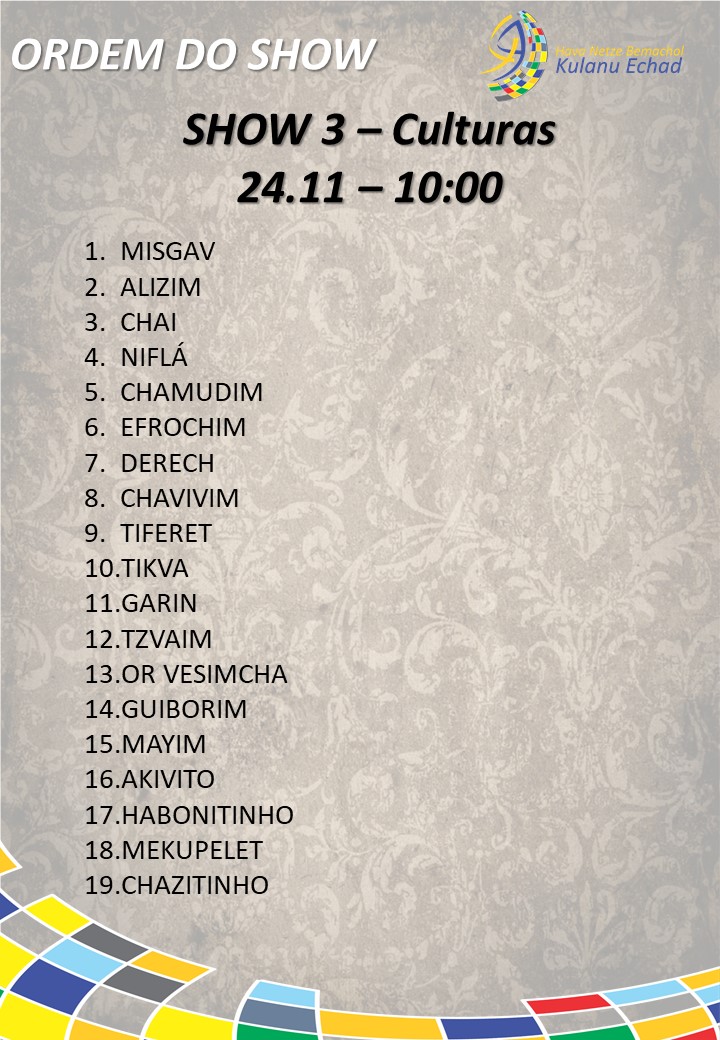 ORDEM DO SHOW
Hava Netze Bemachol
Kulanu Echad
SHOW 3 – Culturas
24.11 – 10:00
1. MISGAV
2. ALIZIM
3. CHAI
4. NIFLÁ
5. CHAMUDIM
6. EFROCHIM
7. DERECH
8. CHAVIVIM
9. TIFERET
10.TIKVA
11.GARIN
12.TZVAIM
13.OR VESIMCHA
14.GUIBORIM
15.MAYIM
16.AKIVITO
17.HABONITINHO
18.MEKUPELET
19.CHAZITINHO